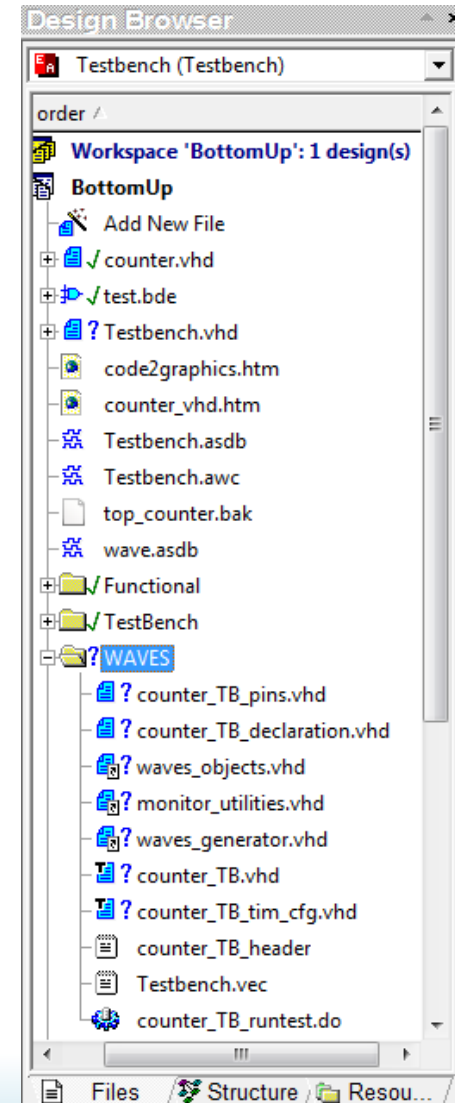 Design Browser
Testbench (Testbench)
order
Workspace 'BottomUp': 1 design(s)
BottomUp
Add New File
counter.vhd
test.bde
? Testbench.vhd
code2graphics.htm
counter_vhd.htm
Testbench.asdb
Testbench.awc
top_counter.bak
wave.asdb
Functional
TestBench
? WAVES
? counter_TB_pins.vhd
? counter_TB_declaration.vhd
? waves_objects.vhd
? monitor_utilities.vhd
? waves_generator.vhd
? counter_TB.vhd
? counter_TB_tim_cfg.vhd
counter_TB_header
Testbench.vec
counter_TB_runtest.do
Files Structure Resou...